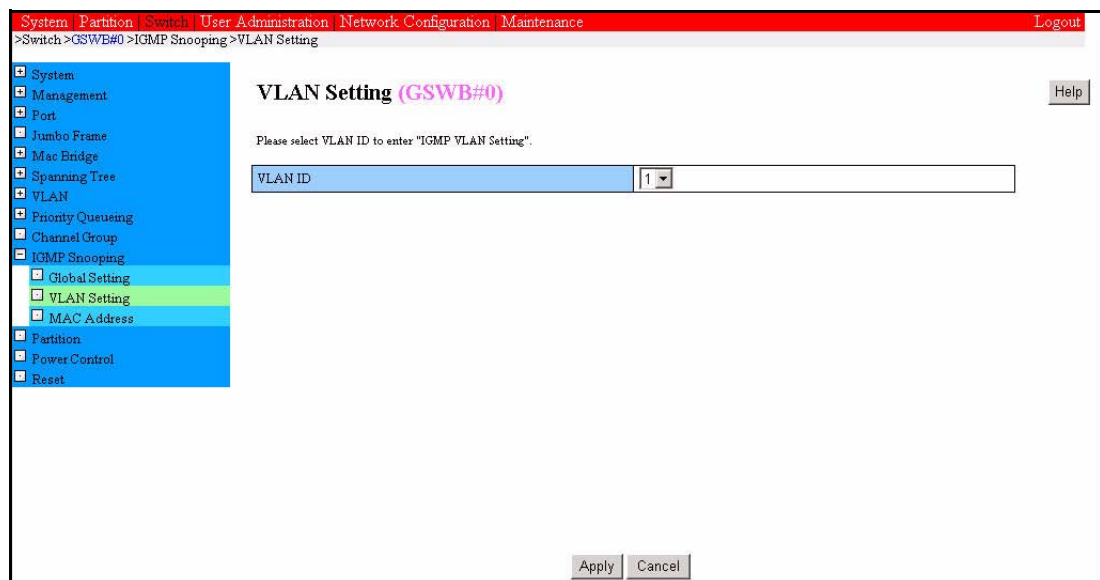 System | Partition | Switch | User Administration | Network Configuration | Maintenance Logout
>Switch >GSWB#0 >IGMP Snooping >VLAN Setting
System
Management
Port
Jumbo Frame
Mac Bridge
Spanning Tree
VLAN
Priority Queueing
Channel Group
IGMP Snooping
Global Setting
VLAN Setting
MAC Address
Partition
Power Control
Reset
VLAN Setting (GSWB#0)
Help
Please select VLAN ID to enter "IGMP VLAN Setting".
VLAN ID 1
Apply Cancel